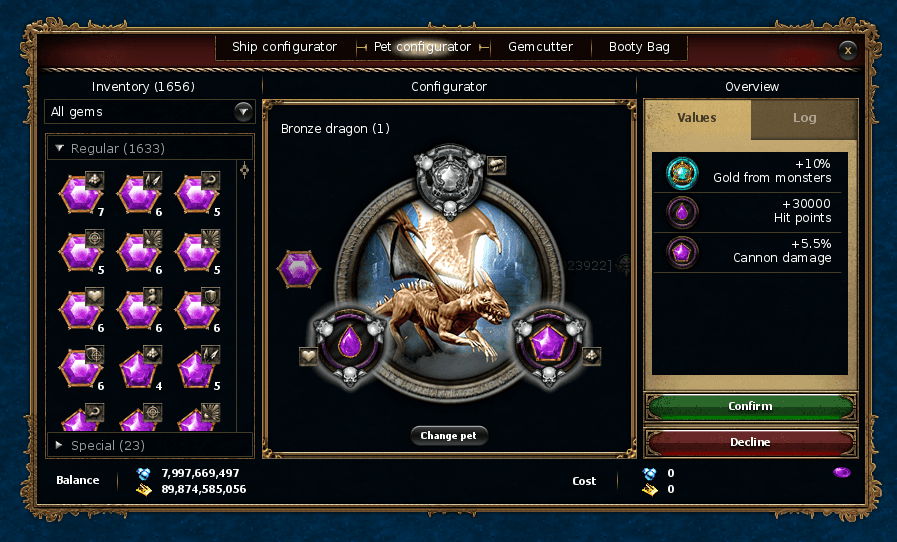 Ship configurator
Pet configurator
Gemcutter
Booty Bag
x
Inventory (1656)
Configurator
Overview
All gems
Bronze dragon (1)
Values
Log
Regular (1633)
7
6
5
5
5
5
6
6
6
6
4
5
Special (23)
+10%
Gold from monsters
+30000
Hit points
+5.5%
Cannon damage
23922]
Change pet
Confirm
Decline
Balance
7,997,669,497
89,874,585,056
Cost
0
0